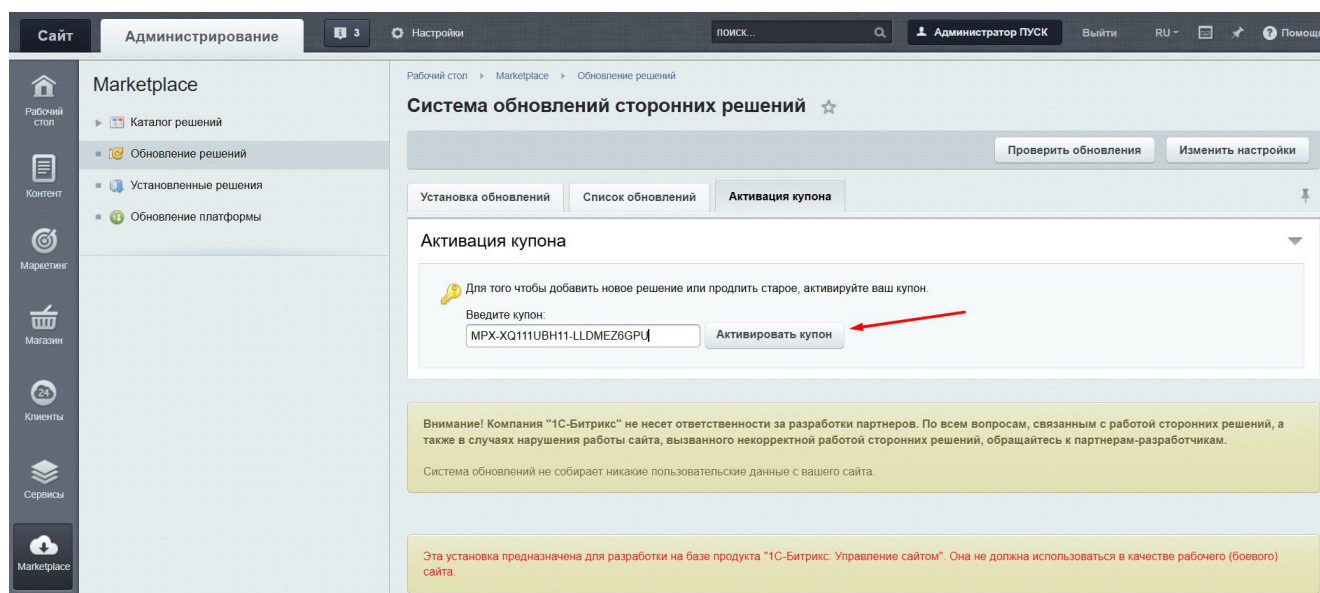 Сайт
Администрирование
3
Настройки
поиск...
Администратор ПУСК
Выйти
RU
Помощь
Рабочий
стол
Контент
Маркетинг
Магазин
24
Клиенты
Сервисы
Marketplace
Marketplace
Каталог решений
Обновление решений
Установленные решения
Обновление платформы
Рабочий стол Marketplace Обновление решений
Система обновлений сторонних решений
Проверить обновления
Изменить настройки
Установка обновлений
Список обновлений
Активация купона
Активация купона
Для того чтобы добавить новое решение или продлить старое, активируйте ваш купон.
Введите купон:
MPX-XQ111UBH11-LLDMEZ6GPU
Активировать купон
Внимание! Компания "1С-Битрикс" не несет ответственности за разработки партнеров. По всем вопросам, связанным с работой сторонних решений, а
также в случаях нарушения работы сайта, вызванного некорректной работой сторонних решений, обращайтесь к партнерам-разработчикам.
Система обновлений не собирает никакие пользовательские данные с вашего сайта.
Эта установка предназначена для разработки на базе продукта "1С-Битрикс: Управление сайтом". Она не должна использоваться в качестве рабочего (боевого)
сайта.